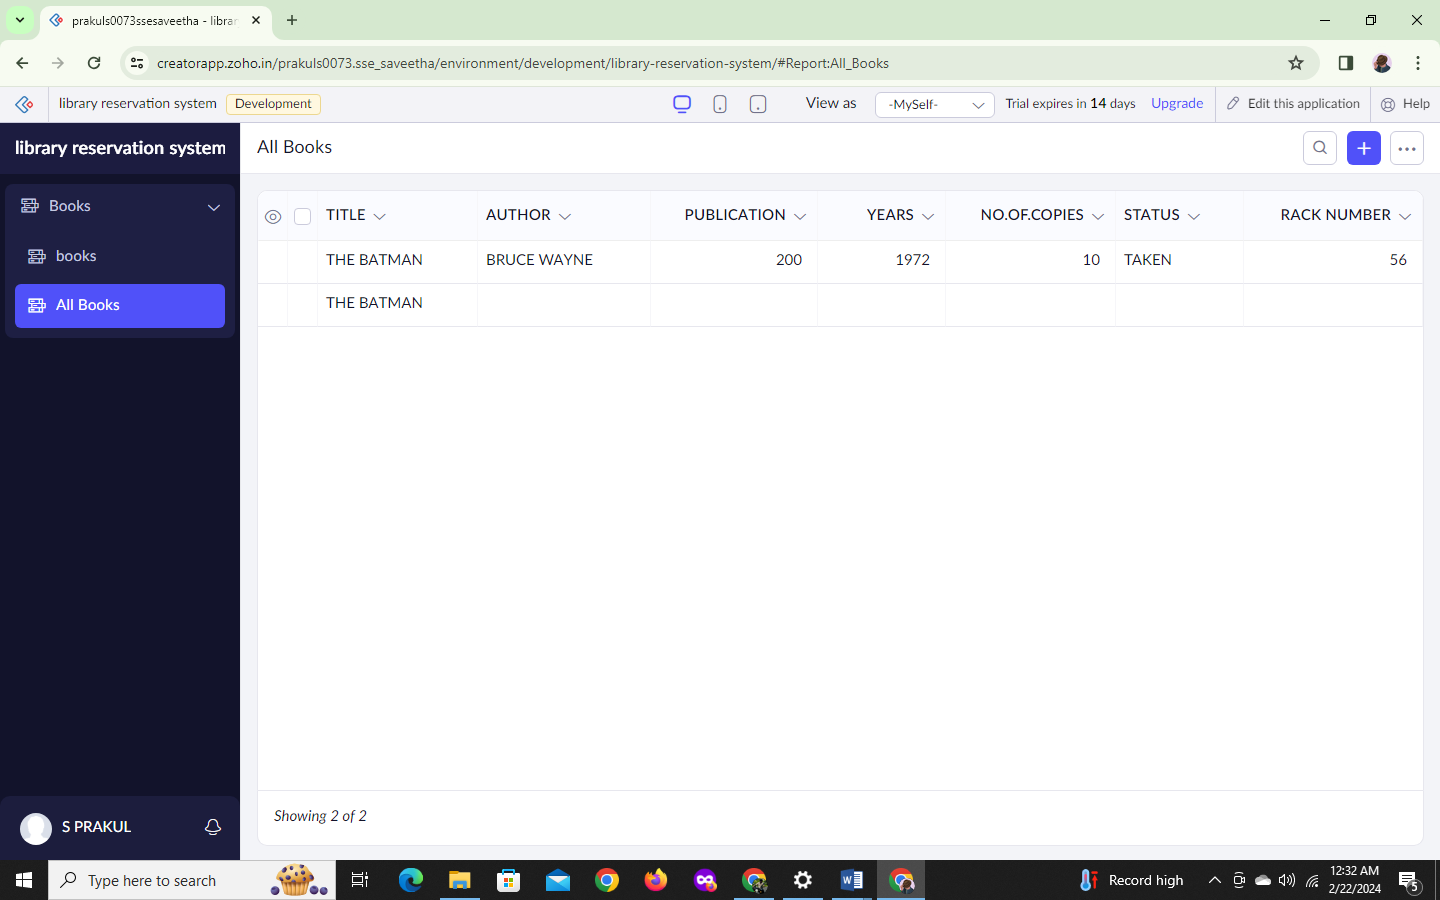 prakuls0073ssesaveetha - librar
creatorapp.zoho.in/prakuls0073.sse_saveetha/environment/development/library-reservation-system/#Report:All_Books
library reservation system Development View as -MySelf- Trial expires in 14 days Upgrade Edit this application Help
library reservation system
All Books
Books
books
All Books
TITLE AUTHOR PUBLICATION YEARS NO.OF.COPIES STATUS RACK NUMBER
THE BATMAN BRUCE WAYNE 200 1972 10 TAKEN 56
THE BATMAN
Showing 2 of 2
S PRAKUL
Type here to search
Record high
12:32 AM
2/22/2024
5